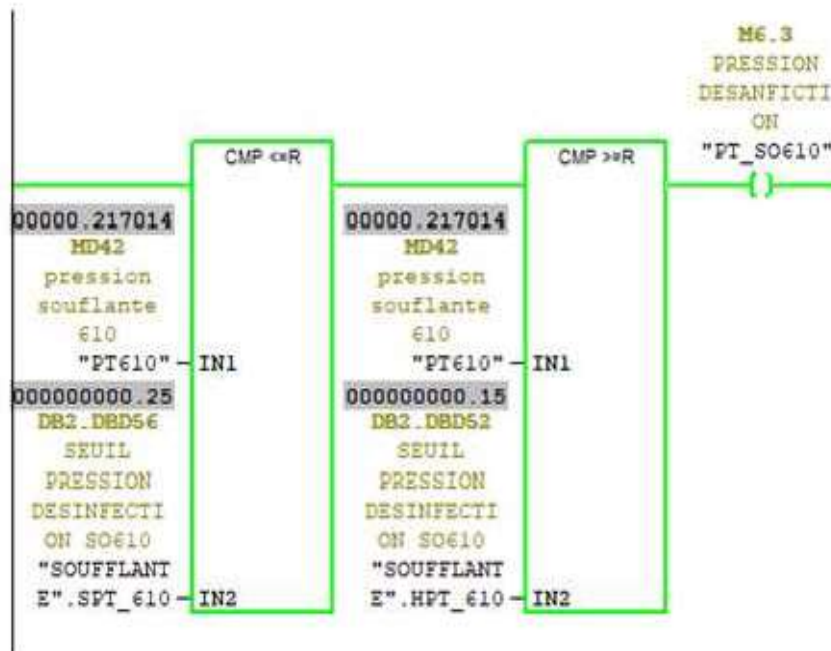 M6.3
PRESSION
DESANFICTI
ON
"PT_SO610"
CMP <=R
CMP >=R
00000.217014
MD42
pression
souflante
610
"PT610"
IN1
000000000.25
DB2.DBD56
SEUIL
PRESSION
DESINFECTI
ON SO610
"SOUFFLANT
E".SPT_610
IN2
00000.217014
MD42
pression
souflante
610
"PT610"
IN1
000000000.15
DB2.DBD52
SEUIL
PRESSION
DESINFECTI
ON SO610
"SOUFFLANT
E".HPT_610
IN2